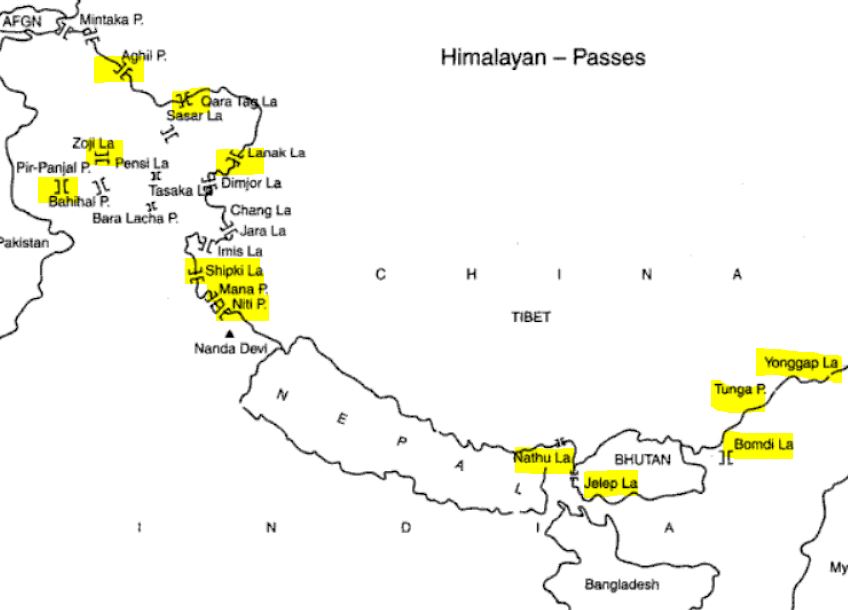 AFGN
Mintaka P.
Himalayan – Passes
Aghil P.
Qara Tag La
Sasar La
Zoji La
Lanak La
Pir-Panjal P.
Pensi La
Dimjor La
Tasaka La
Bahihal P.
Bara Lacha P.
Chang La
Jara La
Pakistan
Imis La
Shipki La
C H I N A
Mana P.
Niti P.
TIBET
Nanda Devi
Yonggap La
Tunga P.
N E P A L
Bomdi La
Nathu La
BHUTAN
Jelep La
I N D I A
My
Bangladesh